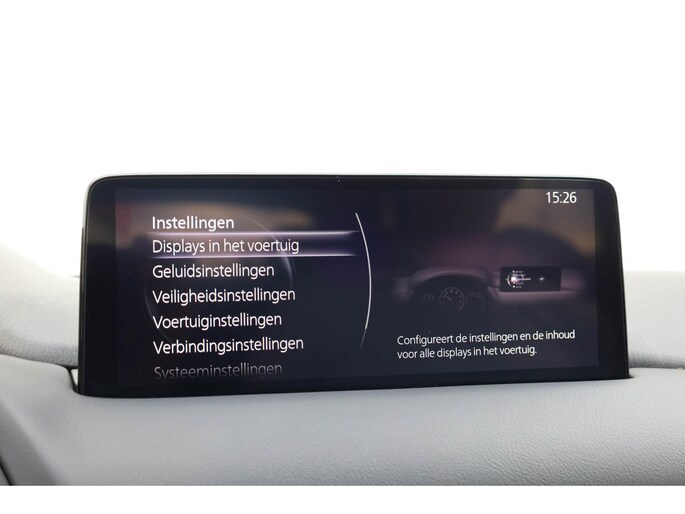 15:26
Instellingen
Displays in het voertuig
Geluidsinstellingen
Veiligheidsinstellingen
Voertuiginstellingen
Verbindingsinstellingen
Systeeminstellingen
Configureert de instellingen en de inhoud
voor alle displays in het voertuig.